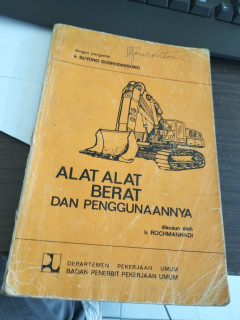 dengan pengantar
Ir SUYONO SOSRODARSONO
ALAT ALAT
BERAT
DAN PENGGUNAANNYA
disusun oleh
Ir. ROCHMANHADI
DEPARTEMEN PEKERJAAN UMUM
BADAN PENERBIT PEKERJAAN UMUM